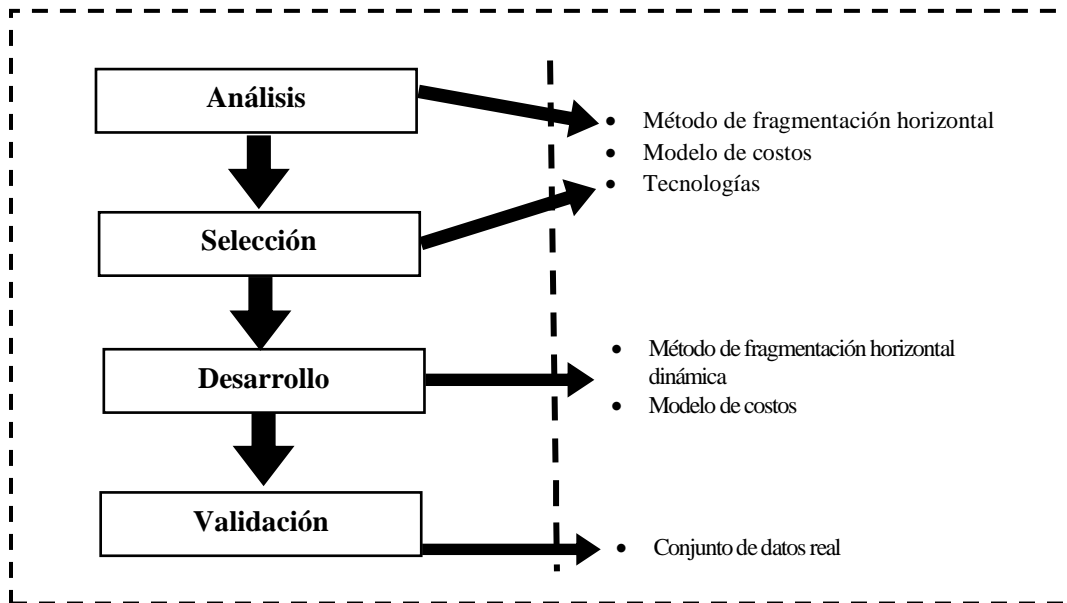 Análisis
• Método de fragmentación horizontal
• Modelo de costos
• Tecnologías
Selección
Desarrollo
• Método de fragmentación horizontal
dinámica
• Modelo de costos
Validación
• Conjunto de datos real